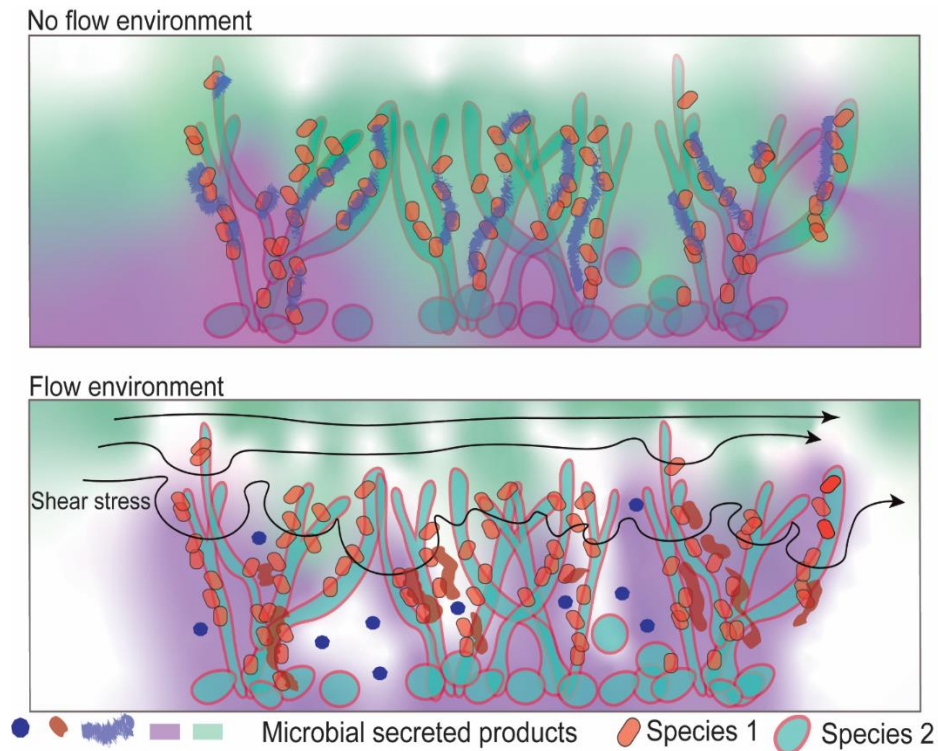 No flow environment
Flow environment
Shear stress
Microbial secreted products Species 1 Species 2